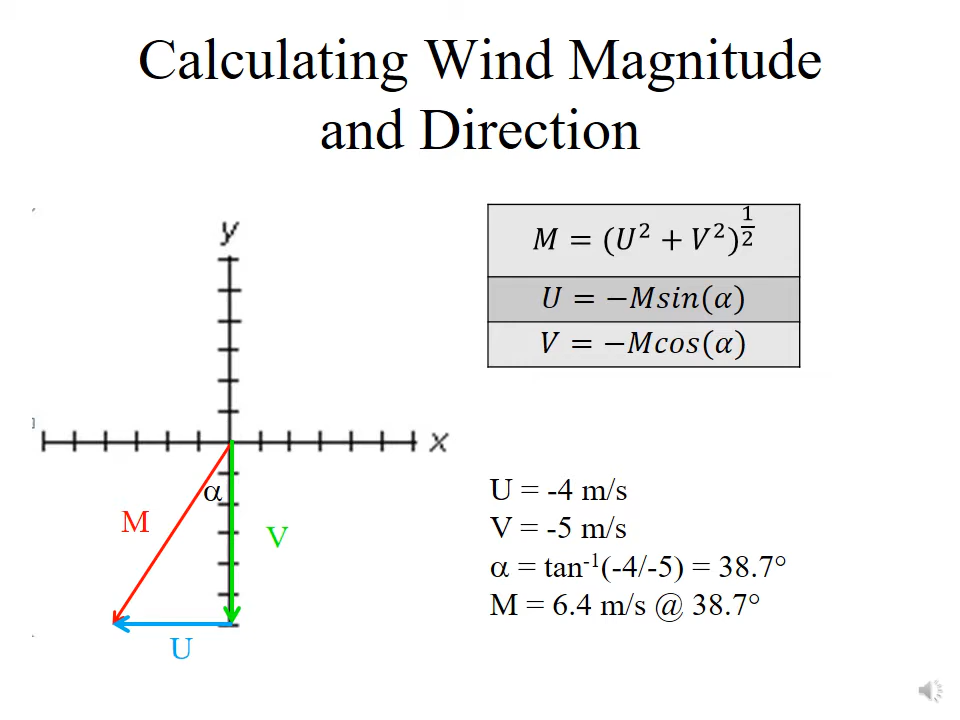 Calculating Wind Magnitude
and Direction
y
x
α
M
V
U
𝑀 = (𝑈² + 𝑉²)^½
𝑈 = −𝑀𝑠𝑖𝑛(𝛼)
𝑉 = −𝑀𝑐𝑜𝑠(𝛼)
U = -4 m/s
V = -5 m/s
α = tan⁻¹(-4/-5) = 38.7°
M = 6.4 m/s @ 38.7°